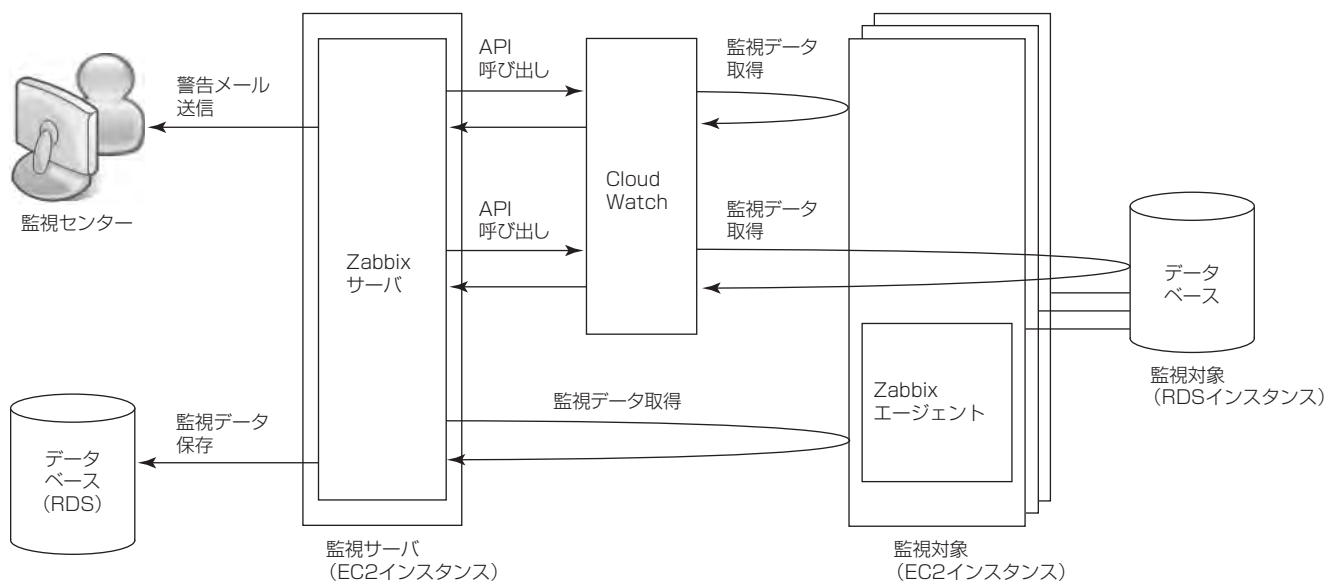 警告メール
送信
監視センター
API
呼び出し
監視データ
取得
Cloud
Watch
API
呼び出し
監視データ
取得
Zabbix
サーバ
データ
ベース
監視対象
（RDSインスタンス）
Zabbix
エージェント
監視データ取得
監視データ
保存
データ
ベース
（RDS）
監視サーバ
（EC2インスタンス）
監視対象
（EC2インスタンス）